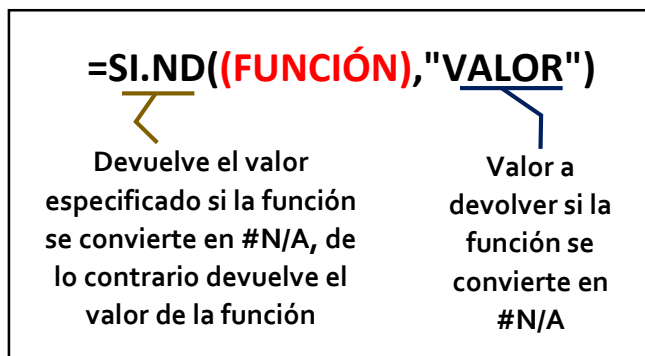 =SI.ND((FUNCIÓN),"VALOR")
Devuelve el valor
especificado si la función
se convierte en #N/A, de
lo contrario devuelve el
valor de la función
Valor a
devolver si la
función se
convierte en
#N/A